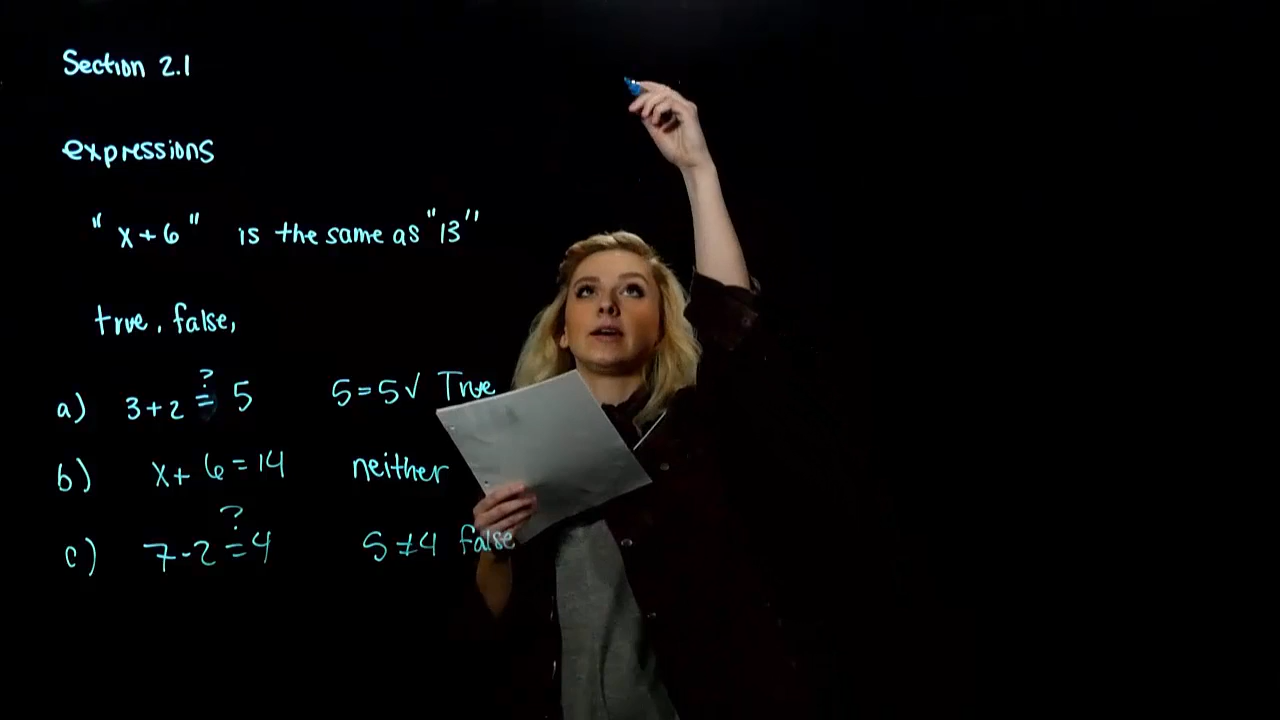 Section 2.1
expressions
"x+6" is the same as "13"
true, false,
a) 3+2 ?= 5 5=5✓ True
b) x+6=14 neither
c) 7-2 ?= 4 5≠4 false